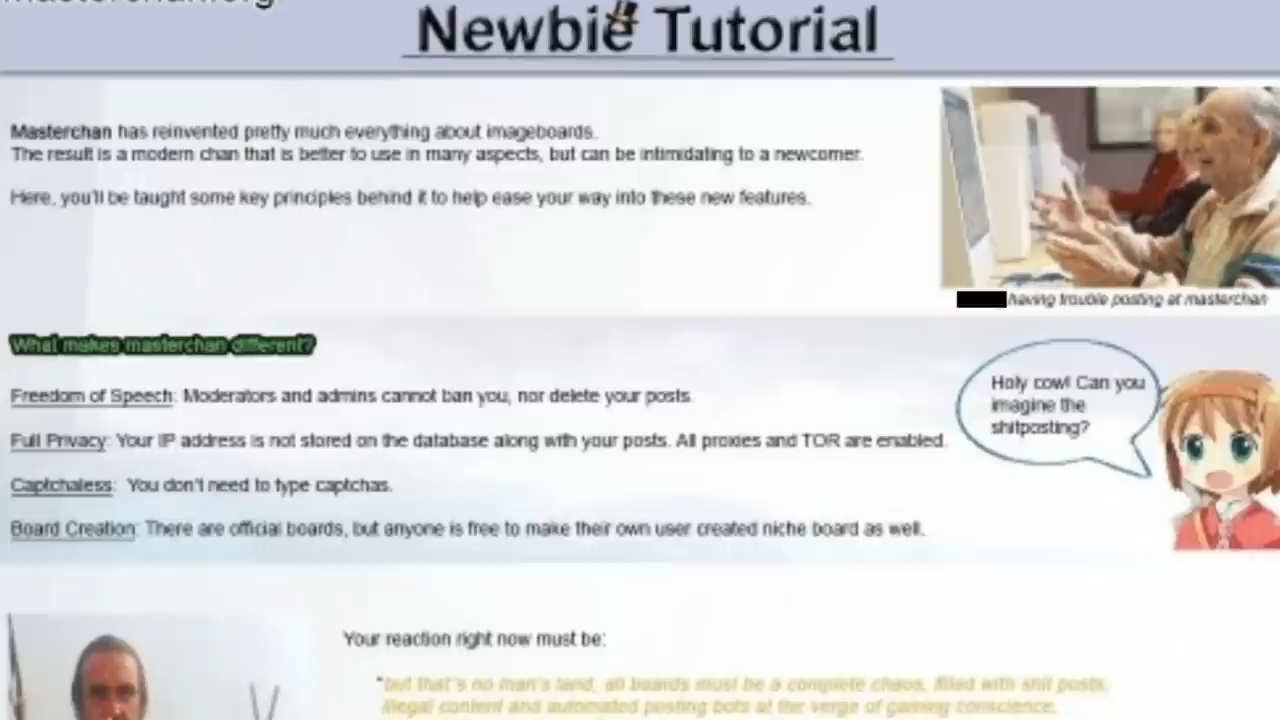 Newbie Tutorial
Masterchan has reinvented pretty much everything about imageboards.
The result is a modern chan that is better to use in many aspects, but can be intimidating to a newcomer.
Here, you'll be taught some key principles behind it to help ease your way into these new features.
having trouble posting at masterchan
What makes masterchan different?
Freedom of Speech: Moderators and admins cannot ban you, nor delete your posts.
Full Privacy: Your IP address is not stored on the database along with your posts. All proxies and TOR are enabled.
Captchaless: You don't need to type captchas.
Board Creation: There are official boards, but anyone is free to make their own user created niche board as well.
Holy cow! Can you
imagine the
shitposting?
Your reaction right now must be:
"but that's no man's land, all boards must be a complete chaos, filled with shit posts,
illegal content and automated posting bots at the verge of gaming conscience.